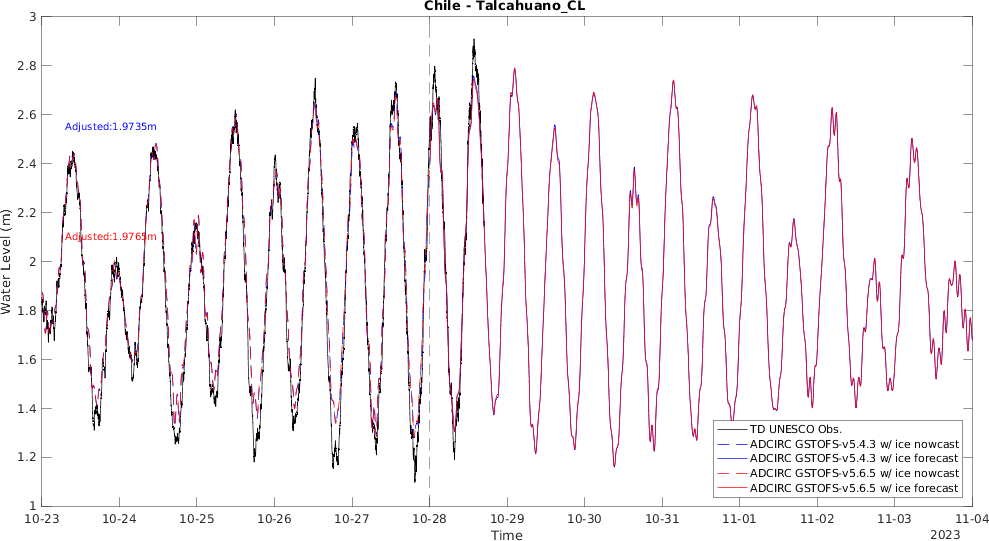 Chile - Talcahuano_CL
3
2.8
2.6
2.4
2.2
2
1.8
1.6
1.4
1.2
1
Water Level (m)
Adjusted:1.9735m
Adjusted:1.9765m
TD UNESCO Obs.
ADCIRC GSTOFS-v5.4.3 w/ ice nowcast
ADCIRC GSTOFS-v5.4.3 w/ ice forecast
ADCIRC GSTOFS-v5.6.5 w/ ice nowcast
ADCIRC GSTOFS-v5.6.5 w/ ice forecast
10-23 10-24 10-25 10-26 10-27 10-28 10-29 10-30 10-31 11-01 11-02 11-03 11-04
Time
2023